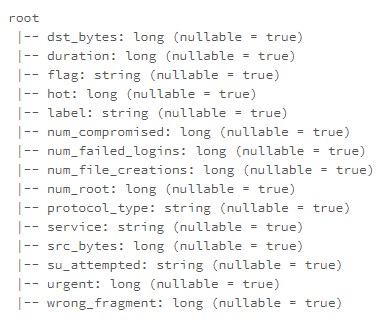 root
 |-- dst_bytes: long (nullable = true)
 |-- duration: long (nullable = true)
 |-- flag: string (nullable = true)
 |-- hot: long (nullable = true)
 |-- label: string (nullable = true)
 |-- num_compromised: long (nullable = true)
 |-- num_failed_logins: long (nullable = true)
 |-- num_file_creations: long (nullable = true)
 |-- num_root: long (nullable = true)
 |-- protocol_type: string (nullable = true)
 |-- service: string (nullable = true)
 |-- src_bytes: long (nullable = true)
 |-- su_attempted: string (nullable = true)
 |-- urgent: long (nullable = true)
 |-- wrong_fragment: long (nullable = true)